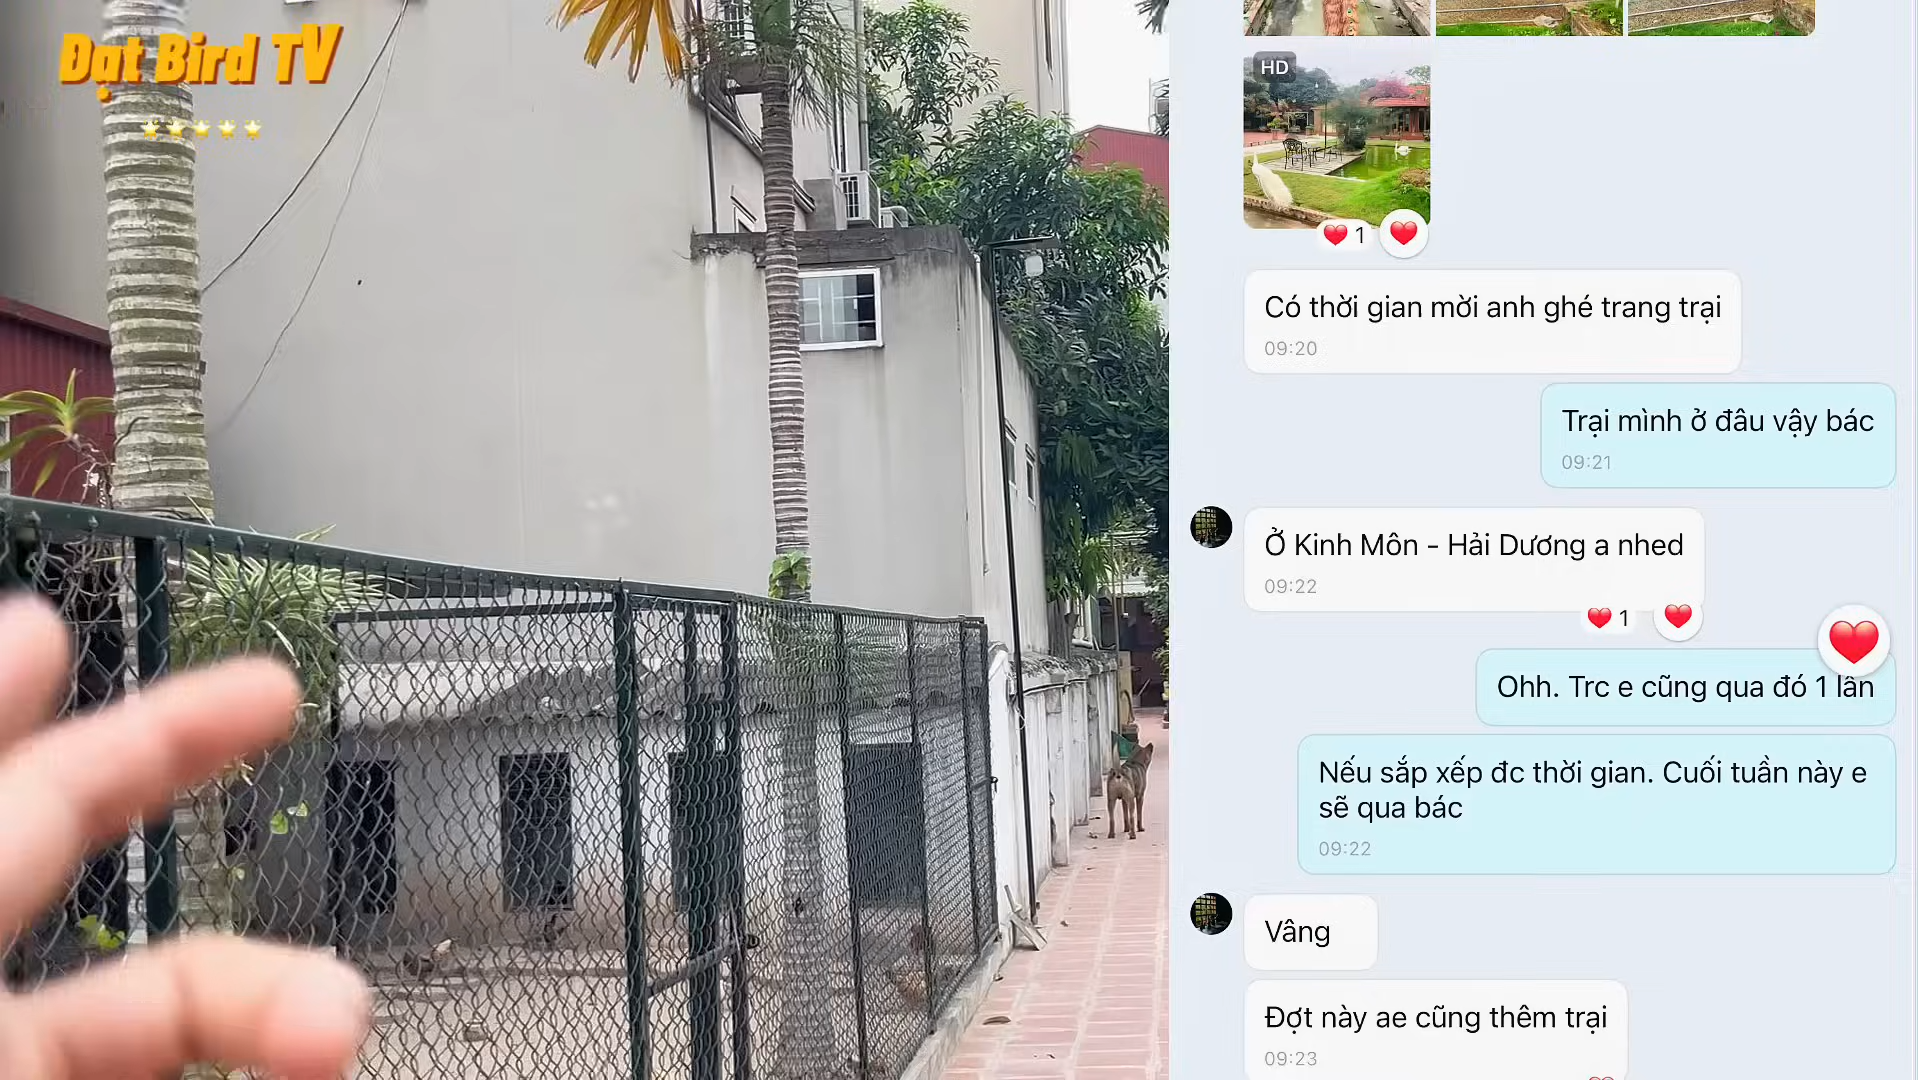 Đạt Bird TV
HD
1
Có thời gian mời anh ghé trang trại
09:20
Trại mình ở đâu vậy bác
09:21
Ở Kinh Môn - Hải Dương a nhed
09:22
1
Ohh. Trc e cũng qua đó 1 lần
Nếu sắp xếp đc thời gian. Cuối tuần này e
sẽ qua bác
09:22
Vâng
Đợt này ae cũng thêm trại
09:23